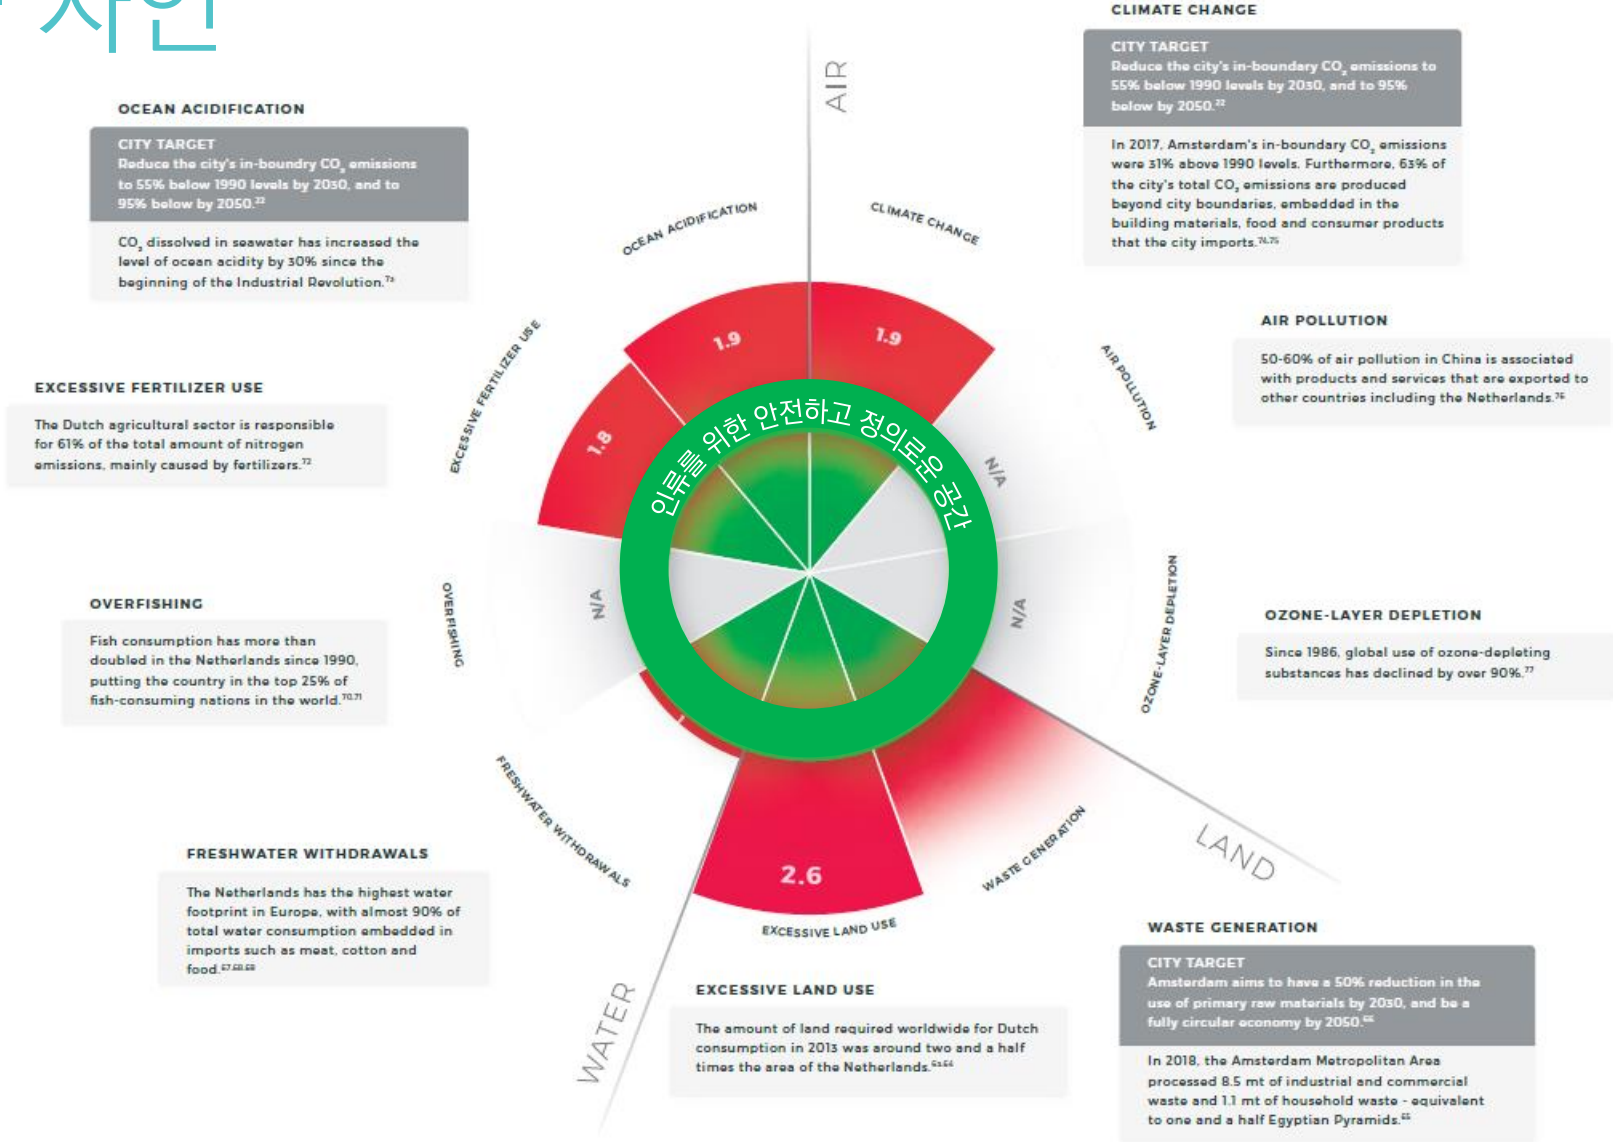 자인
OCEAN ACIDIFICATION
CITY TARGET
Reduce the city's in-boundry CO₂ emissions
to 55% below 1990 levels by 2030, and to
95% below by 2050.²²
CO₂ dissolved in seawater has increased the
level of ocean acidity by 30% since the
beginning of the Industrial Revolution.⁷³
EXCESSIVE FERTILIZER USE
The Dutch agricultural sector is responsible
for 61% of the total amount of nitrogen
emissions, mainly caused by fertilizers.⁷²
OVERFISHING
Fish consumption has more than
doubled in the Netherlands since 1990,
putting the country in the top 25% of
fish-consuming nations in the world.⁷⁰,⁷¹
FRESHWATER WITHDRAWALS
The Netherlands has the highest water
footprint in Europe, with almost 90% of
total water consumption embedded in
imports such as meat, cotton and
food.
AIR
OCEAN ACIDIFICATION
CLIMATE CHANGE
EXCESSIVE FERTILIZER USE
AIR POLLUTION
1.9
1.9
1.8
N/A
인류를 위한 안전하고 정의로운 공간
OVERFISHING
N/A
N/A
OZONE-LAYER DEPLETION
FRESHWATER WITHDRAWALS
2.6
WASTE GENERATION
LAND
EXCESSIVE LAND USE
WATER
EXCESSIVE LAND USE
The amount of land required worldwide for Dutch
consumption in 2013 was around two and a half
times the area of the Netherlands.
CLIMATE CHANGE
CITY TARGET
Reduce the city's in-boundary CO₂ emissions to
55% below 1990 levels by 2030, and to 95%
below by 2050.²²
In 2017, Amsterdam's in-boundary CO₂ emissions
were 31% above 1990 levels. Furthermore, 63% of
the city's total CO₂ emissions are produced
beyond city boundaries, embedded in the
building materials, food and consumer products
that the city imports.⁷⁴,⁷⁵
AIR POLLUTION
50-60% of air pollution in China is associated
with products and services that are exported to
other countries including the Netherlands.⁷⁶
OZONE-LAYER DEPLETION
Since 1986, global use of ozone-depleting
substances has declined by over 90%.⁷⁷
WASTE GENERATION
CITY TARGET
Amsterdam aims to have a 50% reduction in the
use of primary raw materials by 2030, and be a
fully circular economy by 2050.⁶⁶
In 2018, the Amsterdam Metropolitan Area
processed 8.5 mt of industrial and commercial
waste and 1.1 mt of household waste - equivalent
to one and a half Egyptian Pyramids.⁶⁵